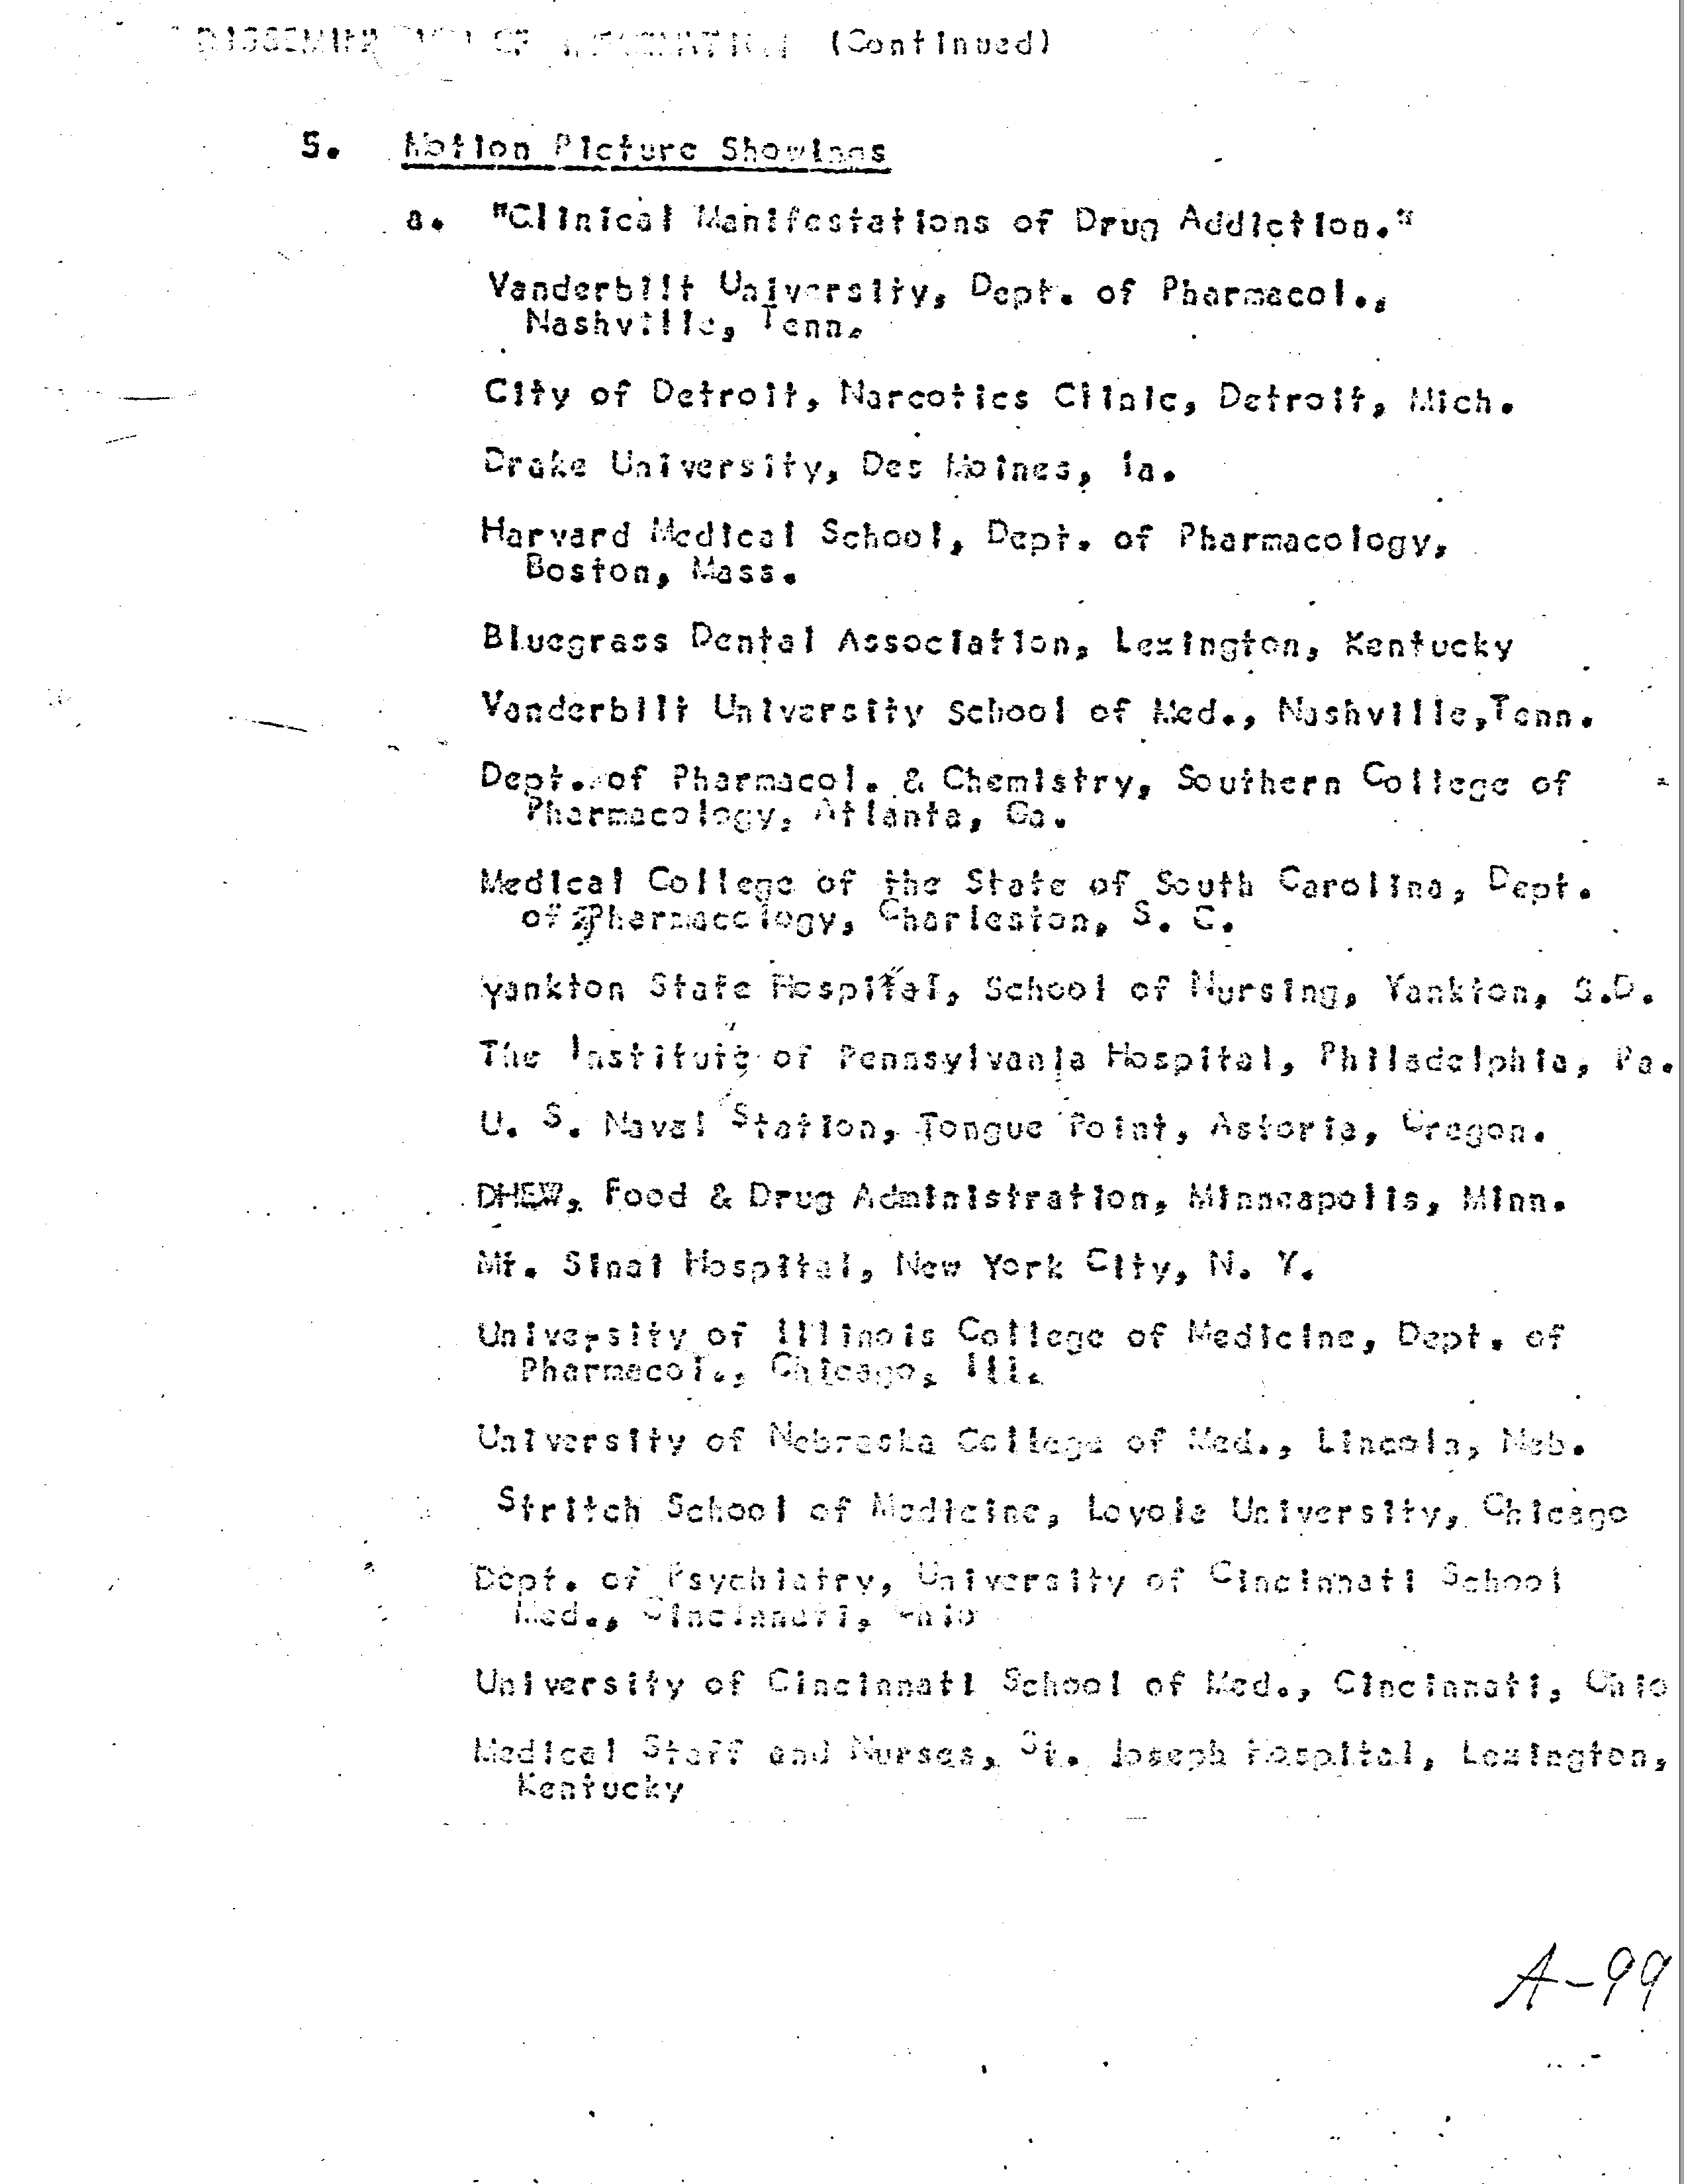 DISSEMINATION OF INFORMATION (Continued)
5. Motion Picture Showings
a. "Clinical Manifestations of Drug Addiction."
Vanderbilt University, Dept. of Pharmacol.,
Nashville, Tenn.
City of Detroit, Narcotics Clinic, Detroit, Mich.
Drake University, Des Moines, Ia.
Harvard Medical School, Dept. of Pharmacology,
Boston, Mass.
Bluegrass Dental Association, Lexington, Kentucky
Vanderbilt University School of Med., Nashville,Tenn.
Dept. of Pharmacol. & Chemistry, Southern College of
Pharmacology, Atlanta, Ga.
Medical College of the State of South Carolina, Dept.
of Pharmacology, Charleston, S. C.
Yankton State Hospital, School of Nursing, Yankton, S.D.
The Institute of Pennsylvania Hospital, Philadelphia, Pa.
U. S. Naval Station, Tongue Point, Astoria, Oregon.
DHEW, Food & Drug Administration, Minneapolis, Minn.
Mt. Sinai Hospital, New York City, N. Y.
University of Illinois College of Medicine, Dept. of
Pharmacol., Chicago, Ill.
University of Nebraska College of Med., Lincoln, Neb.
Stritch School of Medicine, Loyola University, Chicago
Dept. of Psychiatry, University of Cincinnati School
Med., Cincinnati, Ohio
University of Cincinnati School of Med., Cincinnati, Ohio
Medical Staff and Nurses, St. Joseph Hospital, Lexington,
Kentucky
A-99